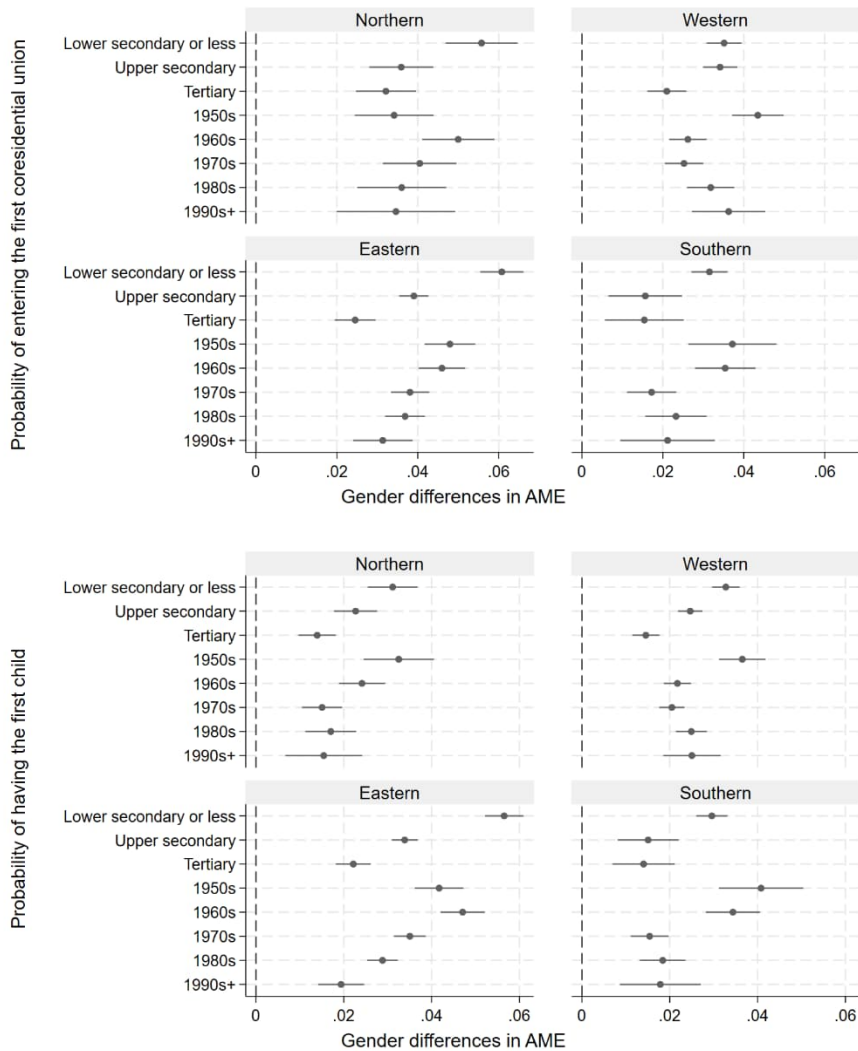 Probability of entering the first coresidential union
Northern
Western
Lower secondary or less
Upper secondary
Tertiary
1950s
1960s
1970s
1980s
1990s+
Eastern
Southern
Lower secondary or less
Upper secondary
Tertiary
1950s
1960s
1970s
1980s
1990s+
0 .02 .04 .06
0 .02 .04 .06
Gender differences in AME
Probability of having the first child
Northern
Western
Lower secondary or less
Upper secondary
Tertiary
1950s
1960s
1970s
1980s
1990s+
Eastern
Southern
Lower secondary or less
Upper secondary
Tertiary
1950s
1960s
1970s
1980s
1990s+
0 .02 .04 .06
0 .02 .04 .06
Gender differences in AME